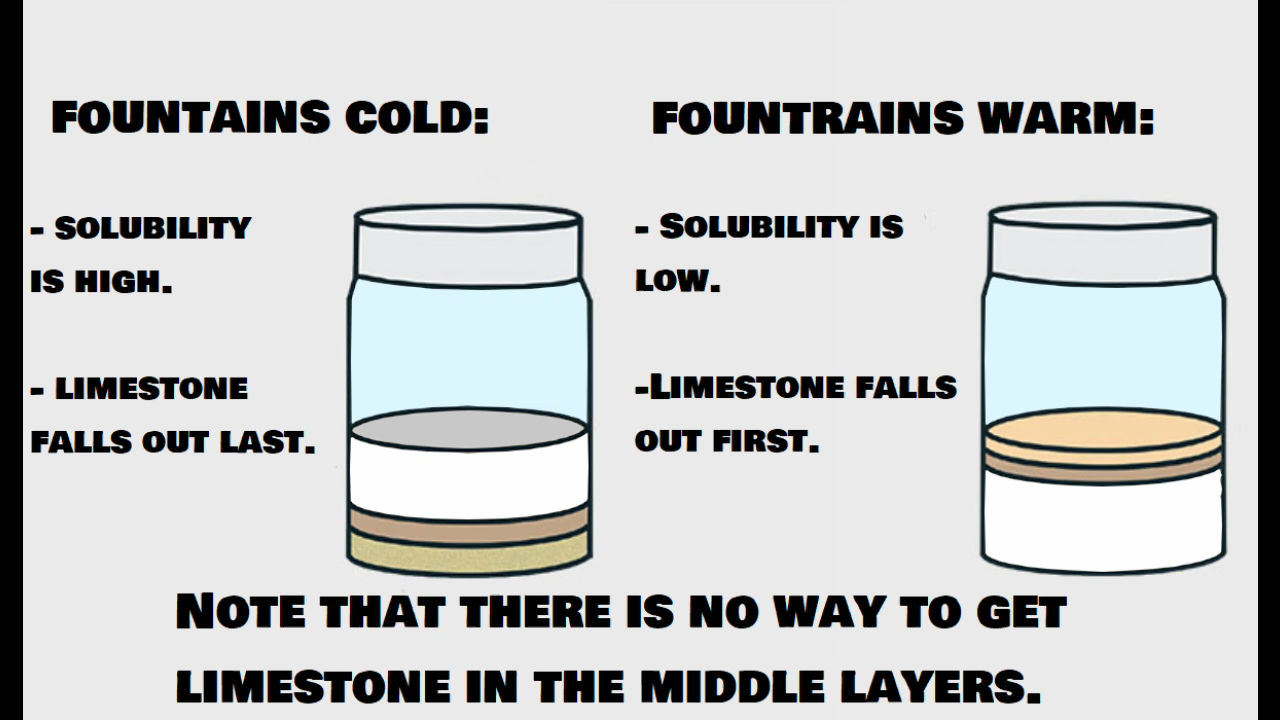 FOUNTAINS COLD:
- SOLUBILITY
IS HIGH.
- LIMESTONE
FALLS OUT LAST.
FOUNTRAINS WARM:
- SOLUBILITY IS
LOW.
-LIMESTONE FALLS
OUT FIRST.
NOTE THAT THERE IS NO WAY TO GET
LIMESTONE IN THE MIDDLE LAYERS.